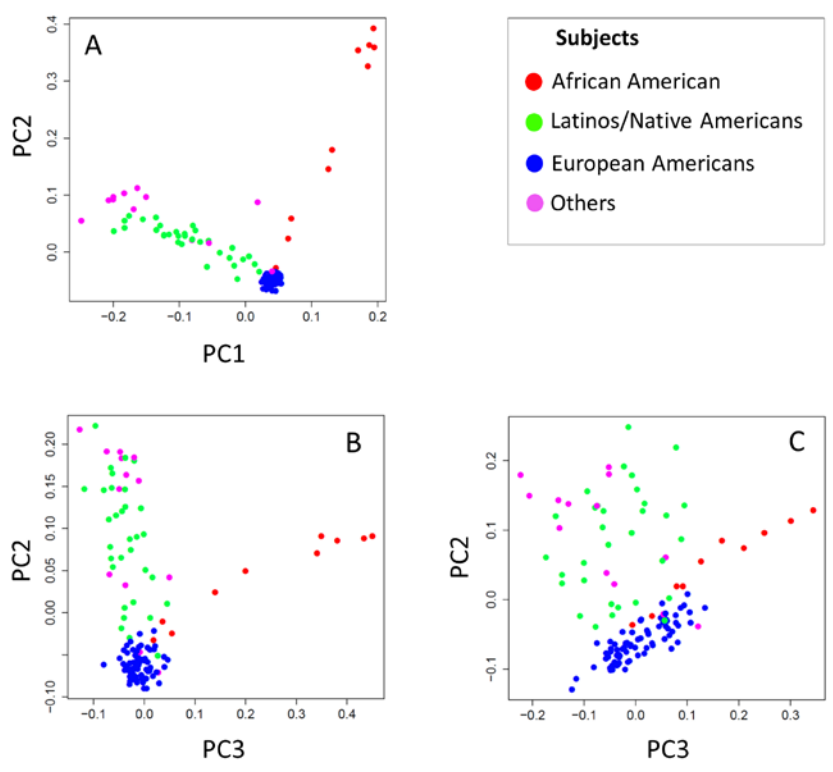 A
PC2
0.4
0.3
0.2
0.1
0.0
−0.2 −0.1 0.0 0.1 0.2
PC1
Subjects
African American
Latinos/Native Americans
European Americans
Others
B
PC2
0.20
0.15
0.10
0.05
0.00
−0.10
−0.1 0.0 0.1 0.2 0.3 0.4
PC3
C
PC2
0.2
0.1
0.0
−0.1
−0.2 −0.1 0.0 0.1 0.2 0.3
PC3